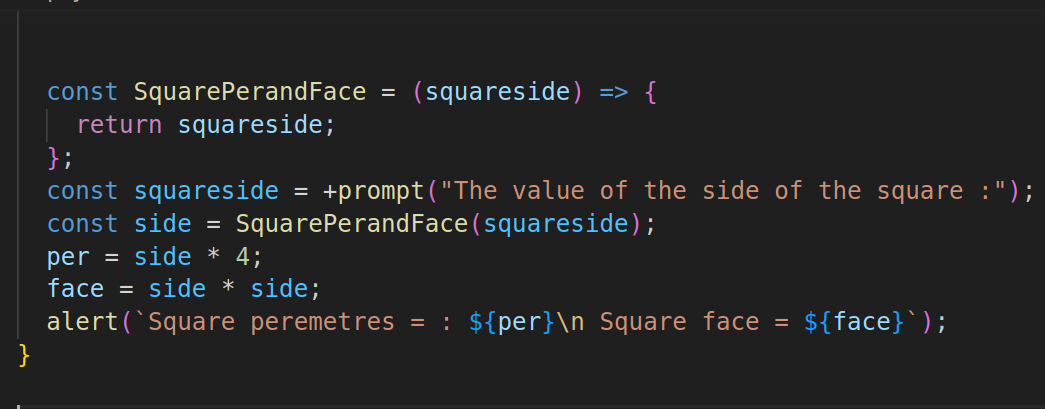 const SquarePerandFace = (squareside) => {
return squareside;
};
const squareside = +prompt("The value of the side of the square :");
const side = SquarePerandFace(squareside);
per = side * 4;
face = side * side;
alert(`Square peremetres = : ${per}\n Square face = ${face}`);
}